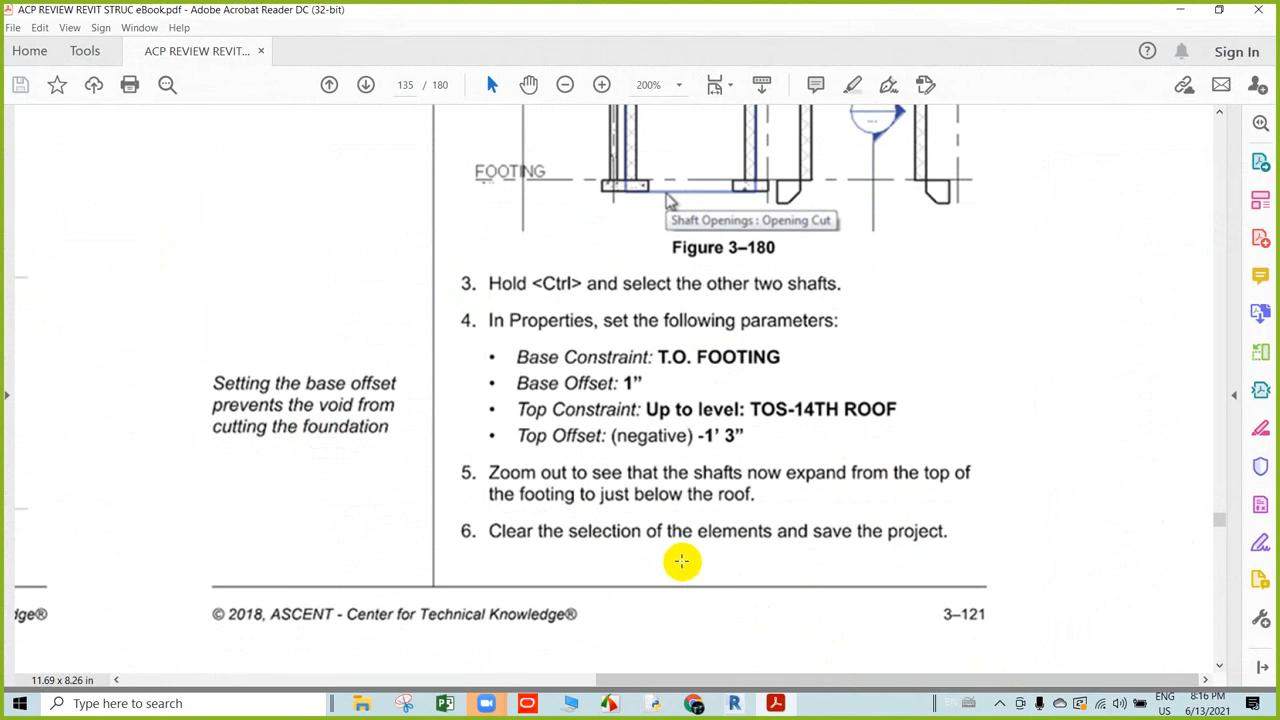 ACP REVIEW REVIT STRUC eBook.pdf - Adobe Acrobat Reader DC (32-bit)
File Edit View Sign Window Help
Home Tools ACP REVIEW REVIT... × Sign In
135 / 180 200%
FOOTING
Shaft Openings : Opening Cut
Figure 3–180
3. Hold <Ctrl> and select the other two shafts.
4. In Properties, set the following parameters:
• Base Constraint: T.O. FOOTING
• Base Offset: 1”
• Top Constraint: Up to level: TOS-14TH ROOF
• Top Offset: (negative) -1’ 3”
Setting the base offset
prevents the void from
cutting the foundation
5. Zoom out to see that the shafts now expand from the top of
the footing to just below the roof.
6. Clear the selection of the elements and save the project.
dge® © 2018, ASCENT - Center for Technical Knowledge® 3–121
11.69 x 8.26 in
Type here to search
ENG
US
8:16 PM
6/13/2021